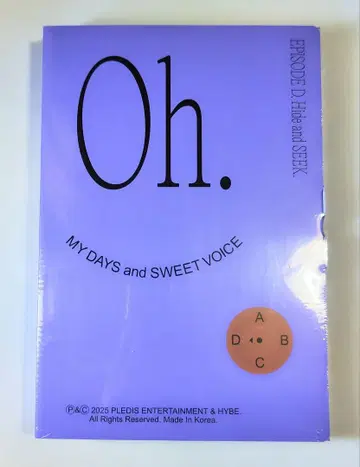 Oh.
EPISODE D. Hide and SEEK.
MY DAYS and SWEET VOICE
A
D B
C
Ⓟ&Ⓒ 2025 PLEDIS ENTERTAINMENT & HYBE.
All Rights Reserved. Made In Korea.